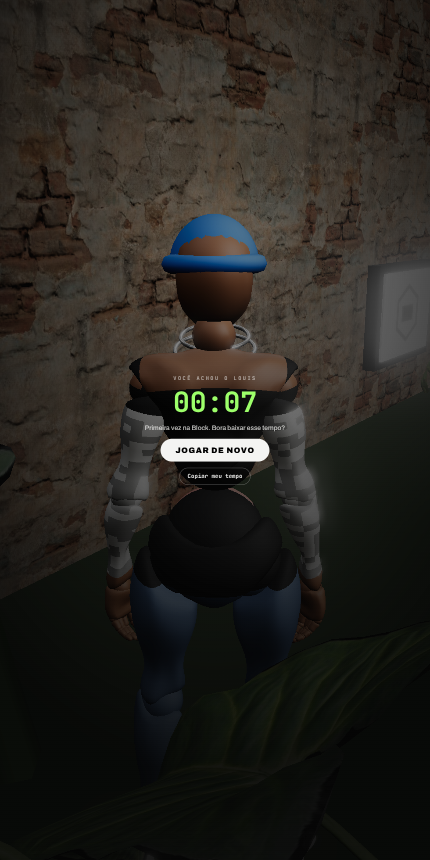 VOCÊ ACHOU O LOUIS
00:07
Primeira vez na Block. Bora baixar esse tempo?
JOGAR DE NOVO
Copiar meu tempo